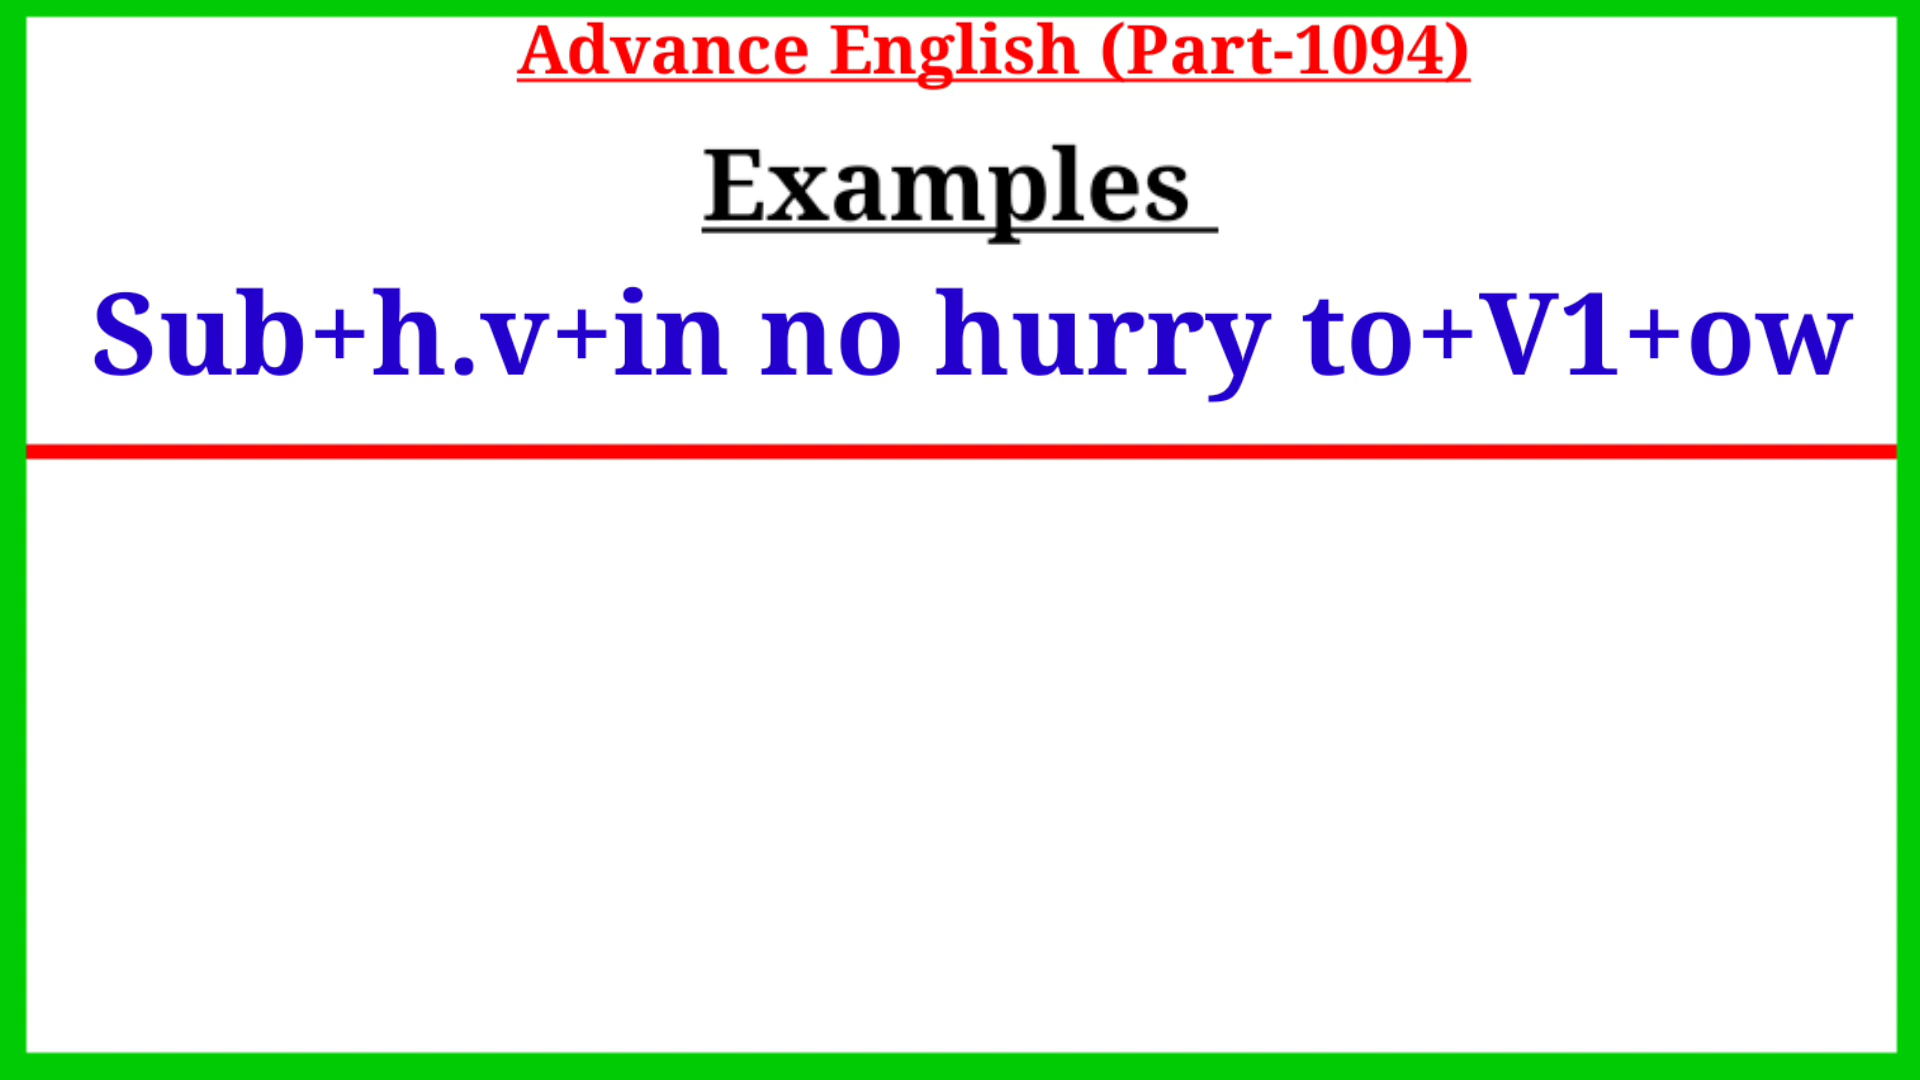 Advance English (Part-1094)
Examples
Sub+h.v+in no hurry to+V1+ow